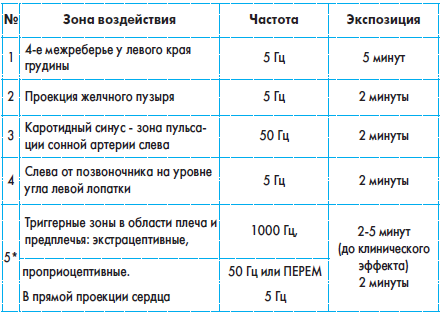 № Зона воздействия Частота Экспозиция
1 4-е межреберье у левого края грудины 5 Гц 5 минут
2 Проекция желчного пузыря 5 Гц 2 минуты
3 Каротидный синус - зона пульса-
ции сонной артерии слева 50 Гц 2 минуты
4 Слева от позвоночника на уровне
угла левой лопатки 5 Гц 2 минуты
5* Триггерные зоны в области плеча и
предплечья: экстрацептивные, 1000 Гц,
проприоцептивные. 50 Гц или ПЕРЕМ
В прямой проекции сердца 5 Гц
2-5 минут
(до клинического
эффекта)
2 минуты